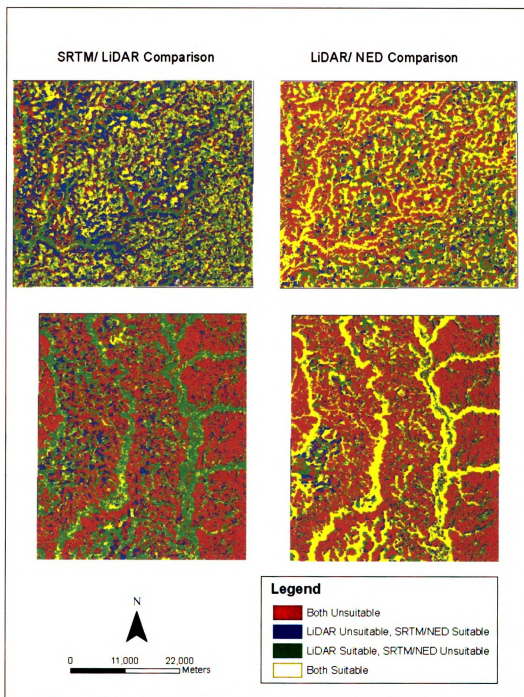 SRTM/ LiDAR Comparison
LiDAR/ NED Comparison
Legend
Both Unsuitable
LiDAR Unsuitable, SRTM/NED Suitable
LiDAR Suitable, SRTM/NED Unsuitable
Both Suitable
N
0 11,000 22,000
Meters